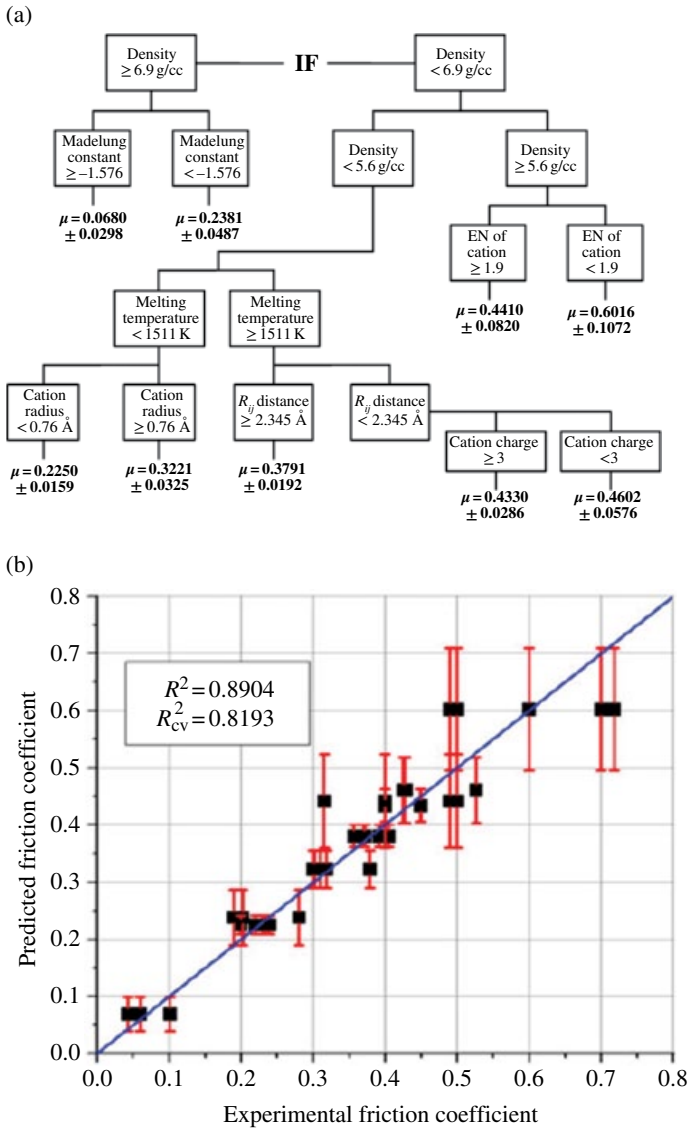 (a)
IF
Density
≥ 6.9 g/cc
Density
< 6.9 g/cc
Madelung
constant
≥ –1.576
Madelung
constant
< –1.576
Density
< 5.6 g/cc
Density
≥ 5.6 g/cc
μ = 0.0680
± 0.0298
μ = 0.2381
± 0.0487
EN of
cation
≥ 1.9
EN of
cation
< 1.9
μ = 0.4410
± 0.0820
μ = 0.6016
± 0.1072
Melting
temperature
< 1511 K
Melting
temperature
≥ 1511 K
Cation
radius
< 0.76 Å
Cation
radius
≥ 0.76 Å
Rij distance
≥ 2.345 Å
Rij distance
< 2.345 Å
Cation charge
≥ 3
Cation charge
<3
μ = 0.2250
± 0.0159
μ = 0.3221
± 0.0325
μ = 0.3791
± 0.0192
μ = 0.4330
± 0.0286
μ = 0.4602
± 0.0576
(b)
R² = 0.8904
R²cv = 0.8193
Predicted friction coefficient
0.8
0.7
0.6
0.5
0.4
0.3
0.2
0.1
0.0
0.0 0.1 0.2 0.3 0.4 0.5 0.6 0.7 0.8
Experimental friction coefficient